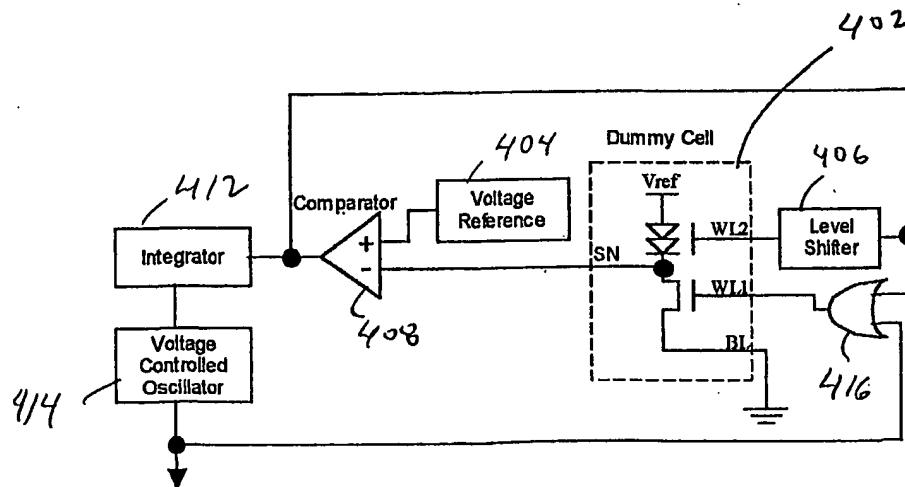 402
404
Dummy Cell
406
412
Comparator
Voltage
Reference
Vref
Integrator
+
-
SN
WL2
Level
Shifter
WL1
408
Voltage
Controlled
Oscillator
BL
414
416